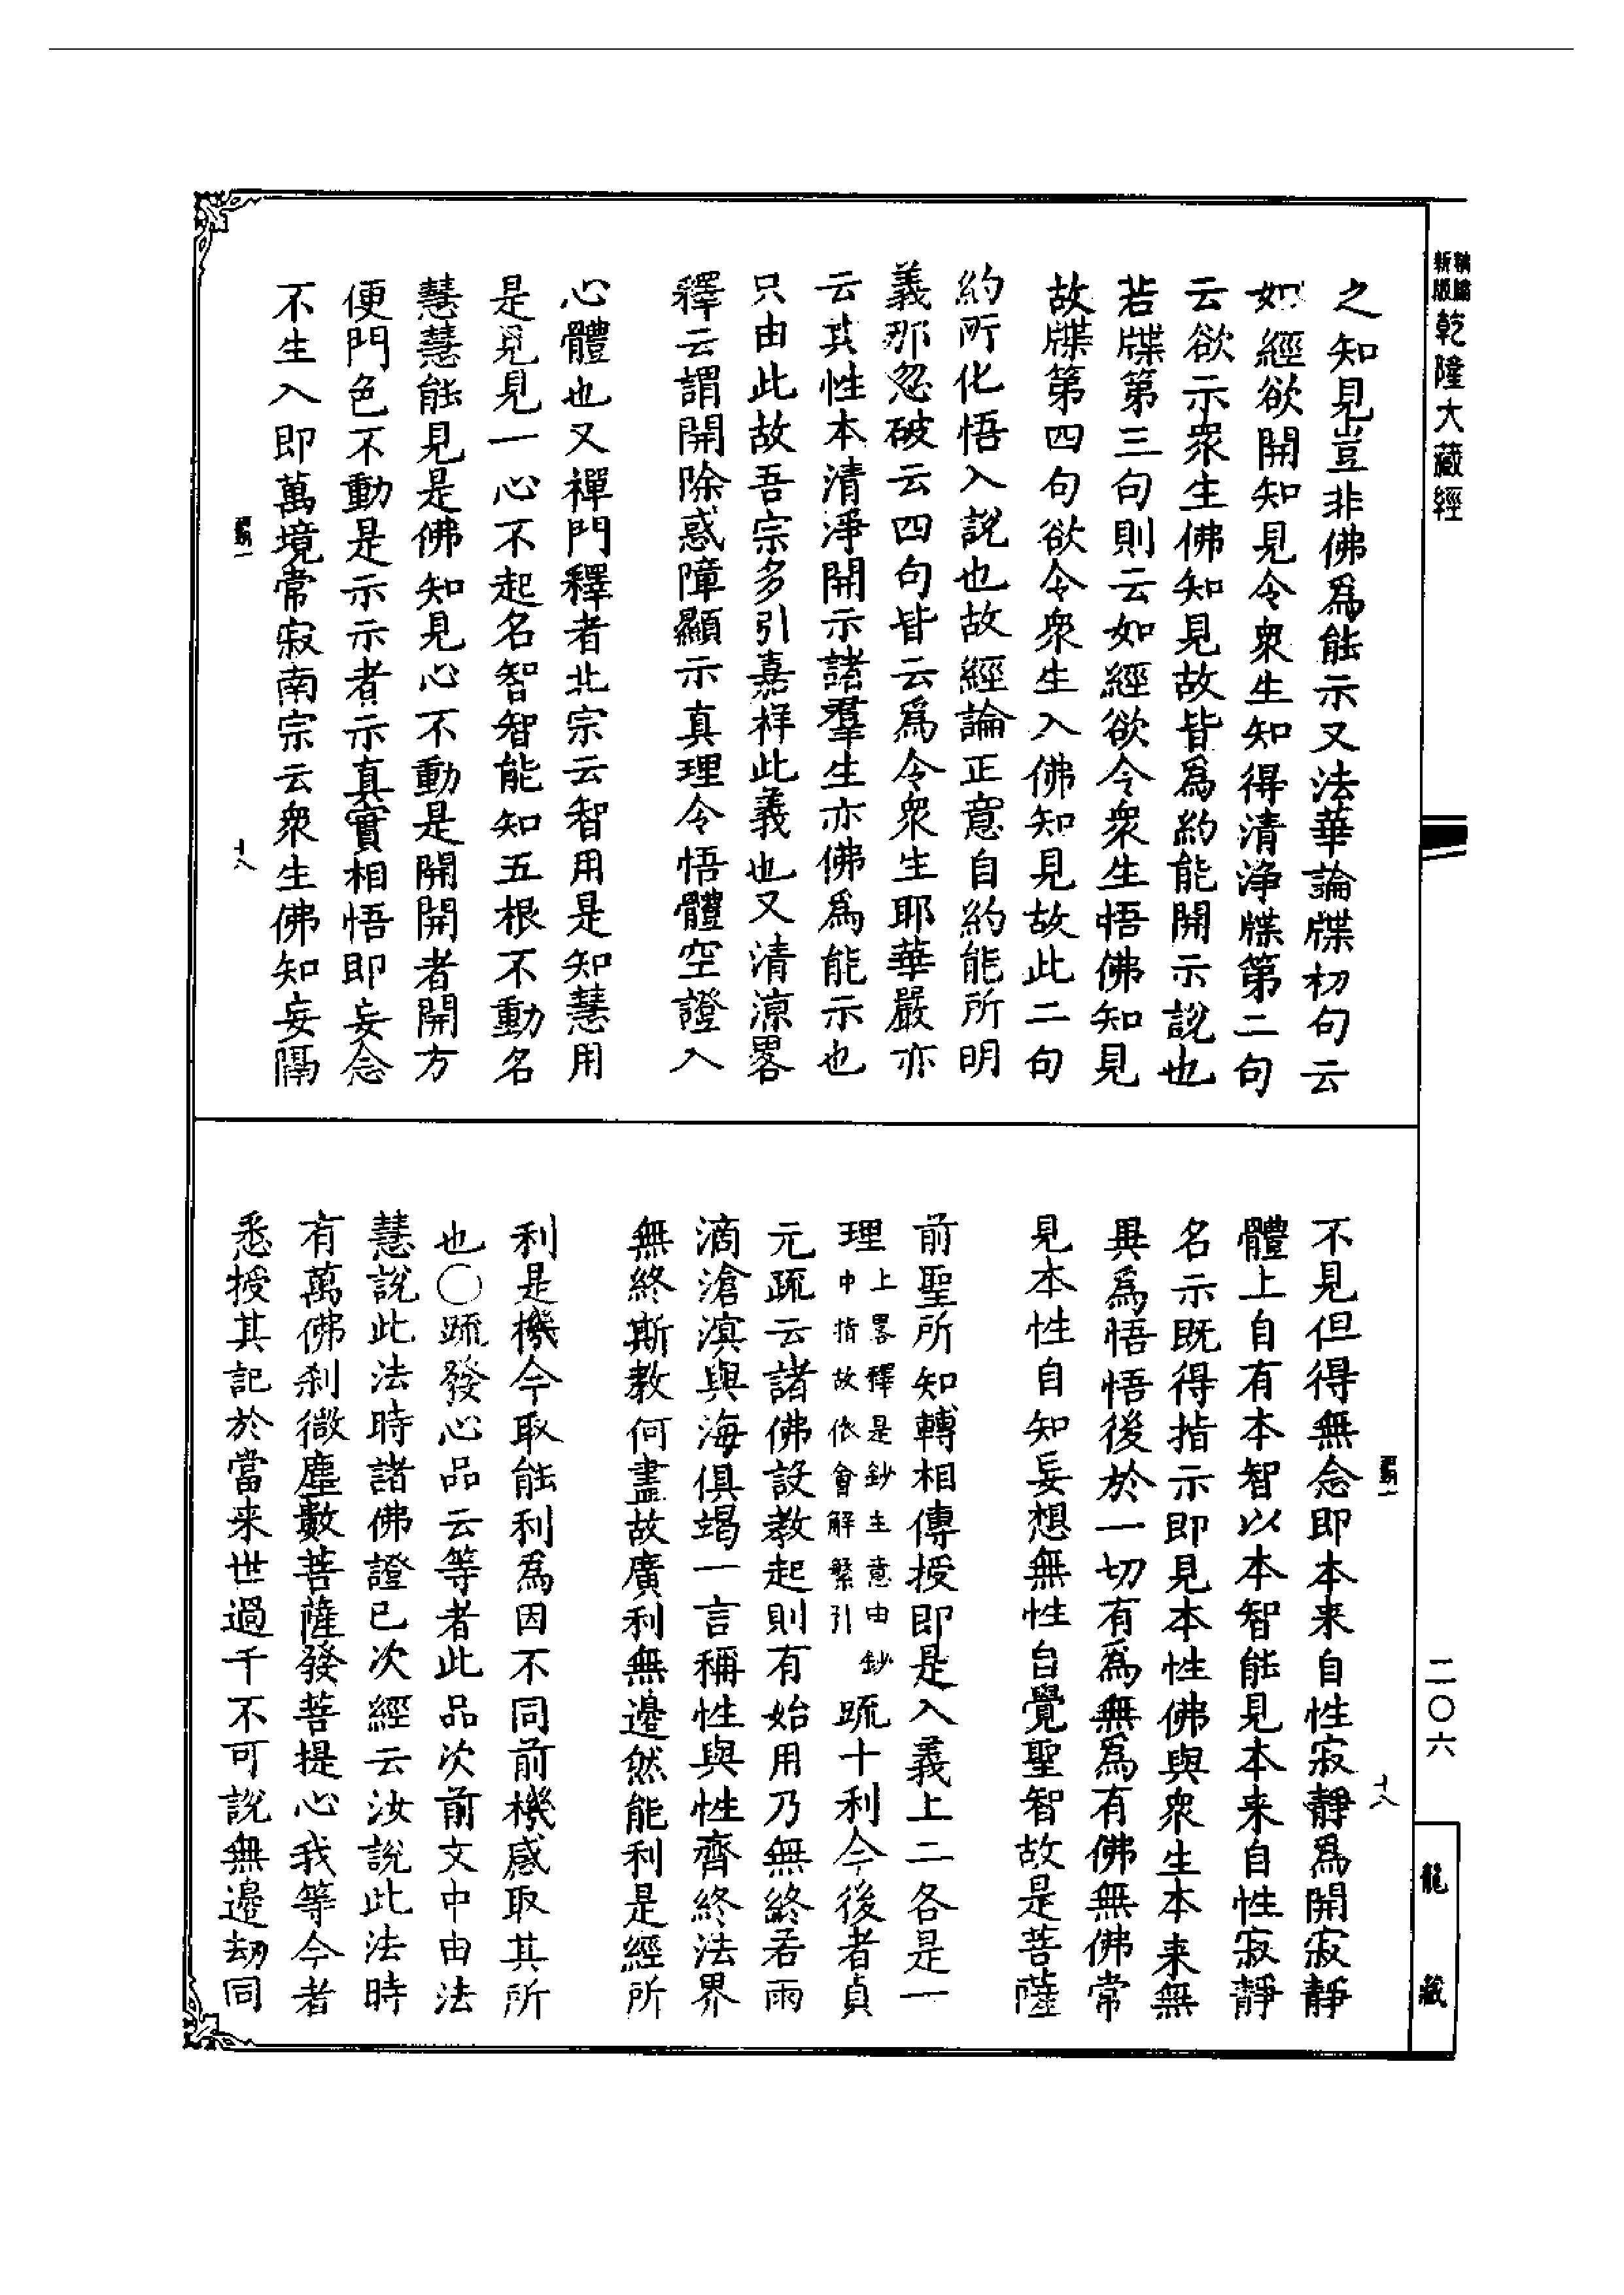 精縮新版乾隆大藏經
之知見豈非佛爲能示又法華論牒初句云
如經欲開知見令衆生知得清淨牒第二句
云欲示衆生佛知見故皆爲約能開示說也
若牒第三句則云如經欲令衆生悟佛知見
故牒第四句欲令衆生入佛知見故此二句
約所化悟入說也故經論正意自約能所明
義那忽破云四句皆云爲令衆生耶華嚴亦
云其性本清淨開示諸羣生亦佛爲能示也
只由此故吾宗多引嘉祥此義也又清涼畧
釋云謂開除惑障顯示真理令悟體空證入
心體也又禪門釋者北宗云智用是知慧用
是覓見見一心不起名智智能知五根不動名
慧慧能見是佛知見心不動是開開者開方
便門色不動是示示者示真實相悟即妄念
不生入即萬境常寂南宗云衆生佛知妄隔
十八
十八
不見但得無念即本来自性寂靜爲開寂靜
體上自有本智以本智能見本来自性寂靜
名示既得指示即見本性佛與衆生本来無
異爲悟悟後於一切有爲無爲有佛無佛常
見本性自知妄想無性自覺聖智故是菩薩
前聖所知轉相傳授即是入義上二各是一
理上畧釋是鈔主意由鈔中指故依會解繁引疏十利今後者貞
元疏云諸佛設教起則有始用乃無終若雨
滴滄溟與海俱竭一言稱性與性齊終法界
無終斯教何盡故廣利無邊然能利是經所
利是機今取能利爲因不同前機感取其所
也〇疏發心品云等者此品次前文中由法
慧說此法時諸佛證已次經云汝說此法時
有萬佛刹微塵數菩薩發菩提心我等今者
悉授其記於當来世過千不可說無邊劫同
二〇六
龍藏